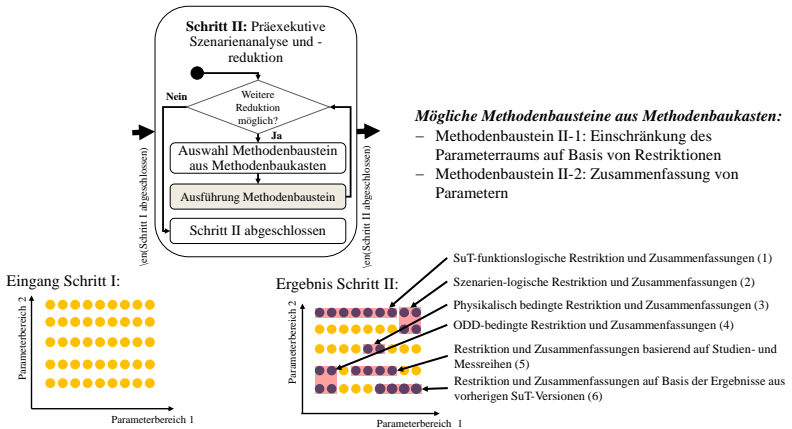 Schritt II: Präexekutive
Szenarienanalyse und -
reduktion
Nein
Weitere
Reduktion
möglich?
Ja
Auswahl Methodenbaustein
aus Methodenbaukasten
Ausführung Methodenbaustein
Schritt II abgeschlossen
\en(Schritt I abgeschlossen)
\en(Schritt II abgeschlossen)
Mögliche Methodenbausteine aus Methodenbaukasten:
– Methodenbaustein II-1: Einschränkung des
Parameterraums auf Basis von Restriktionen
– Methodenbaustein II-2: Zusammenfassung von
Parametern
Eingang Schritt I:
Parameterbereich 2
Parameterbereich 1
Ergebnis Schritt II:
Parameterbereich 2
Parameterbereich 1
SuT-funktionslogische Restriktion und Zusammenfassungen (1)
Szenarien-logische Restriktion und Zusammenfassungen (2)
Physikalisch bedingte Restriktion und Zusammenfassungen (3)
ODD-bedingte Restriktion und Zusammenfassungen (4)
Restriktion und Zusammenfassungen basierend auf Studien- und
Messreihen (5)
Restriktion und Zusammenfassungen auf Basis der Ergebnisse aus
vorherigen SuT-Versionen (6)